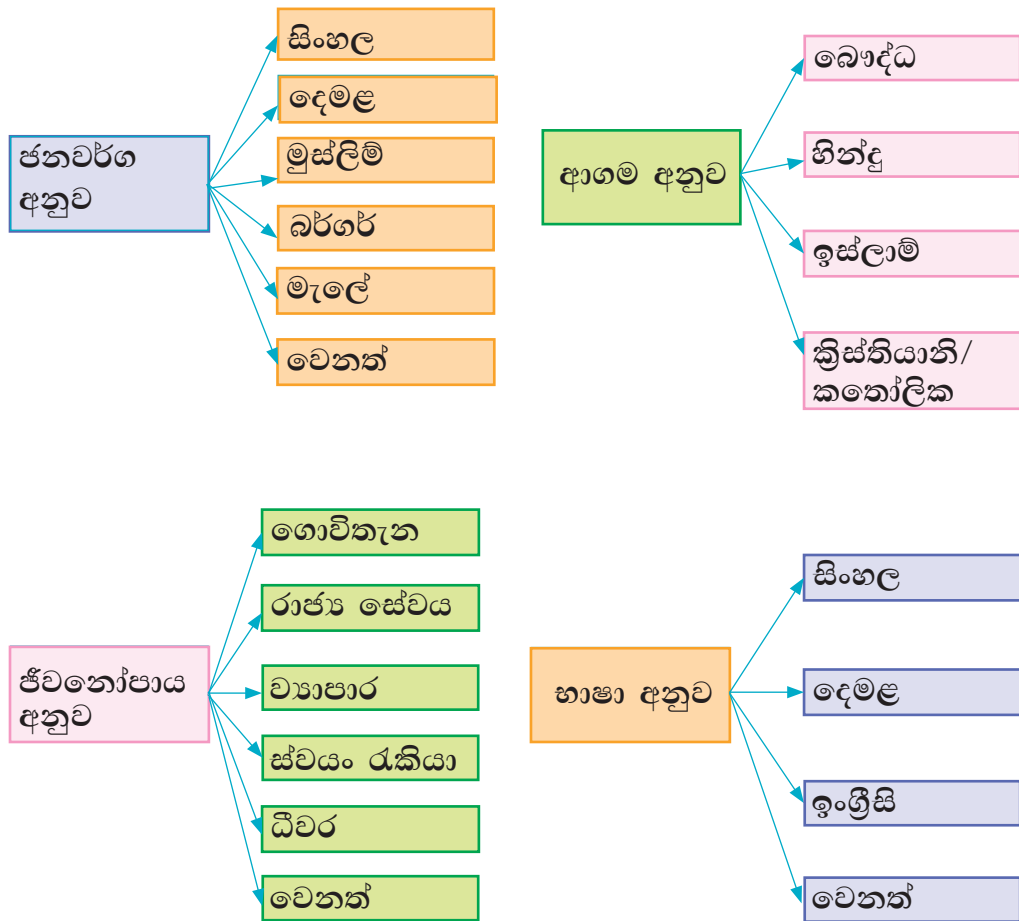 ජනවර්ග
අනුව
සිංහල
දෙමළ
මුස්ලිම්
බර්ගර්
මැලේ
වෙනත්
ආගම අනුව
බෞද්ධ
හින්දු
ඉස්ලාම්
ක්‍රිස්තියානි/
කතෝලික
ජීවනෝපාය
අනුව
ගොවිතැන
රාජ්‍ය සේවය
ව්‍යාපාර
ස්වයං රැකියා
ධීවර
වෙනත්
භාෂා අනුව
සිංහල
දෙමළ
ඉංග්‍රීසි
වෙනත්